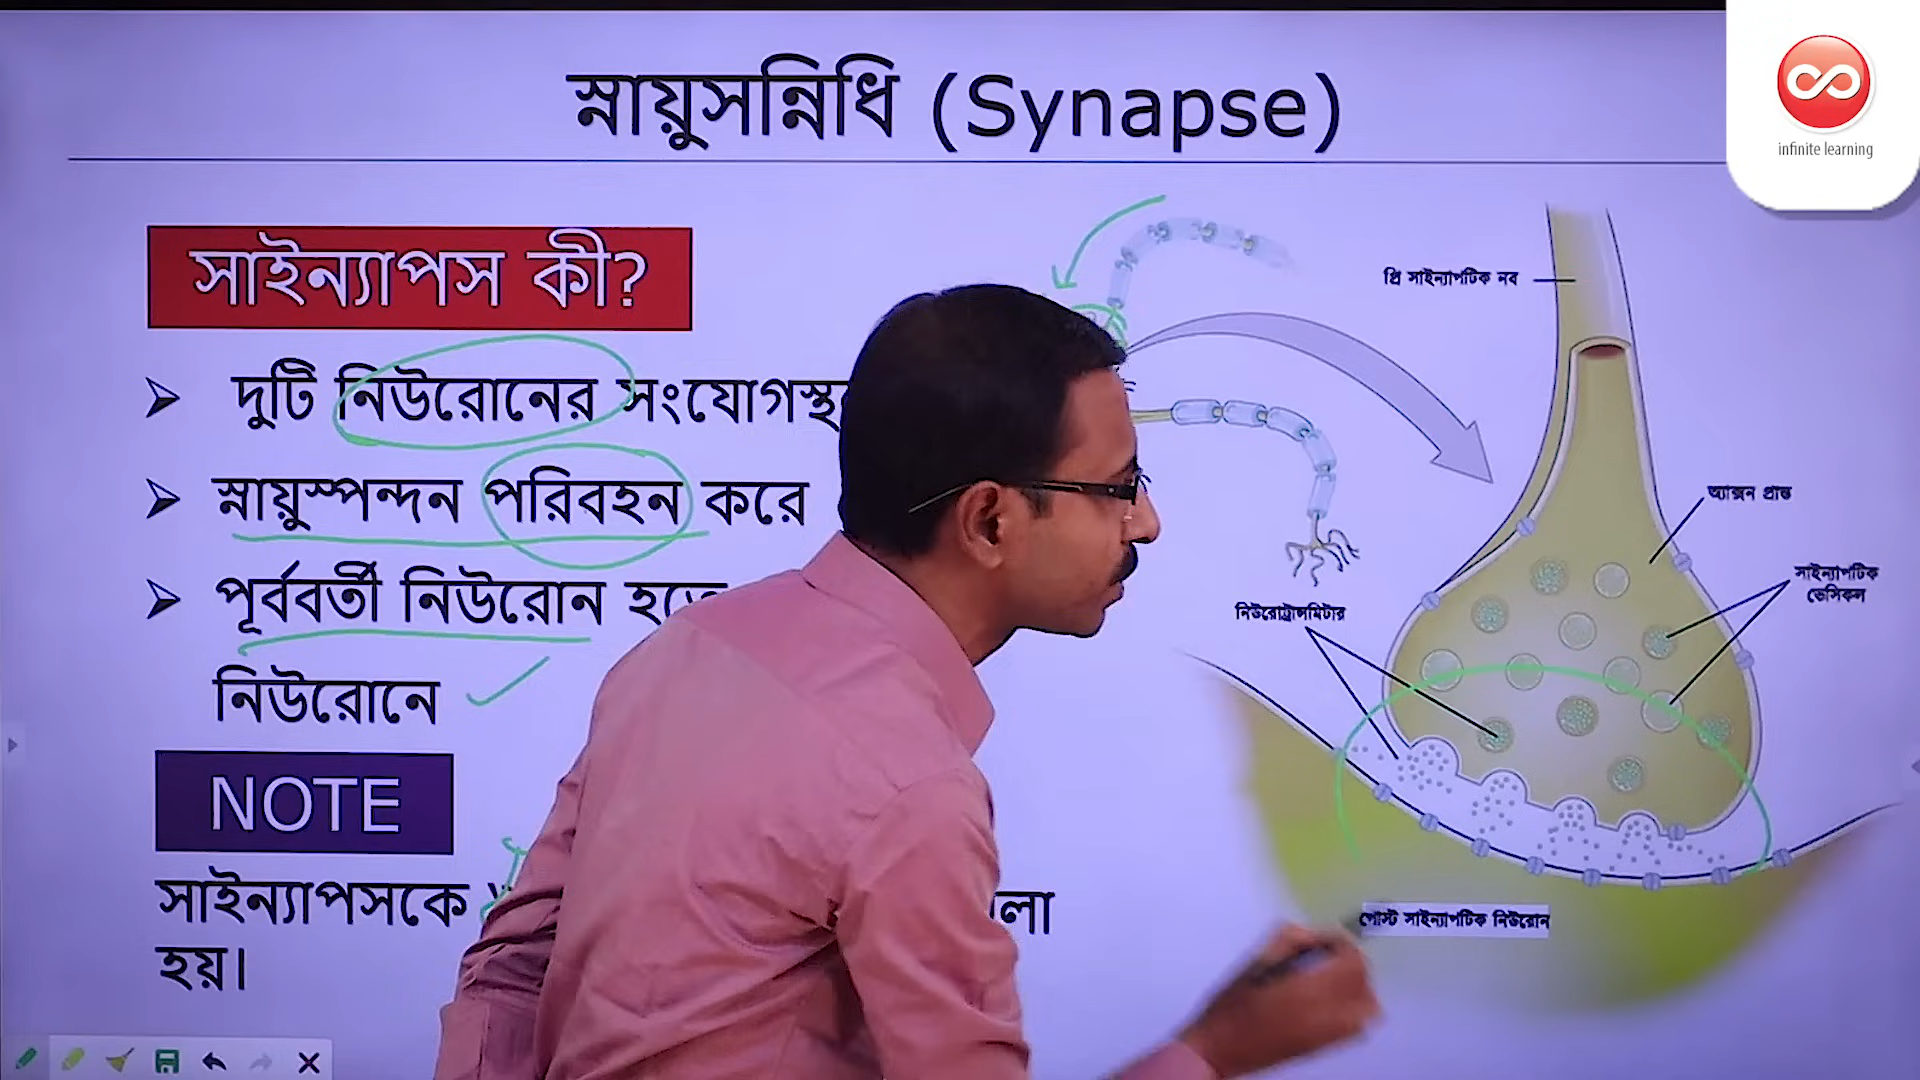 স্নায়ুসন্নিধি (Synapse)
infinite learning
সাইন্যাপস কী?
দুটি নিউরোনের
স্নায়ুস্পন্দন পরিবহন করে
পূর্ববর্তী নিউরোন হতে
নিউরোনে
NOTE
সাইন্যাপসকে
হয়।
প্রি সাইন্যাপটিক নব
অ্যাক্সন প্রান্ত
সাইন্যাপটিক
ভেসিকল
নিউরোট্রান্সমিটার
পোস্ট সাইন্যাপটিক নিউরোন